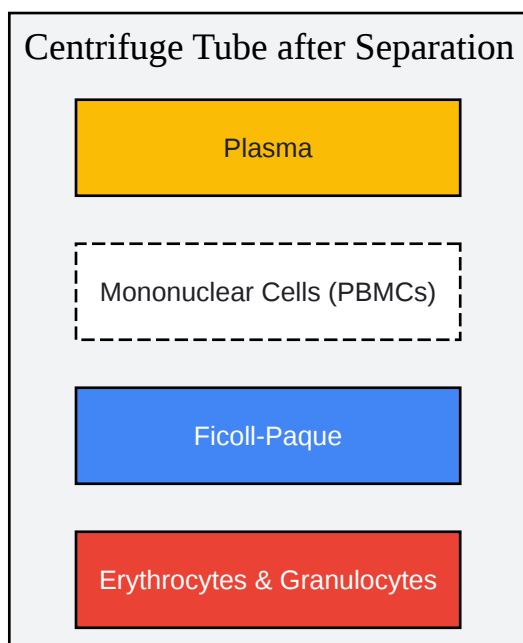 Centrifuge Tube after Separation
Plasma
Mononuclear Cells (PBMCs)
Ficoll-Paque
Erythrocytes & Granulocytes